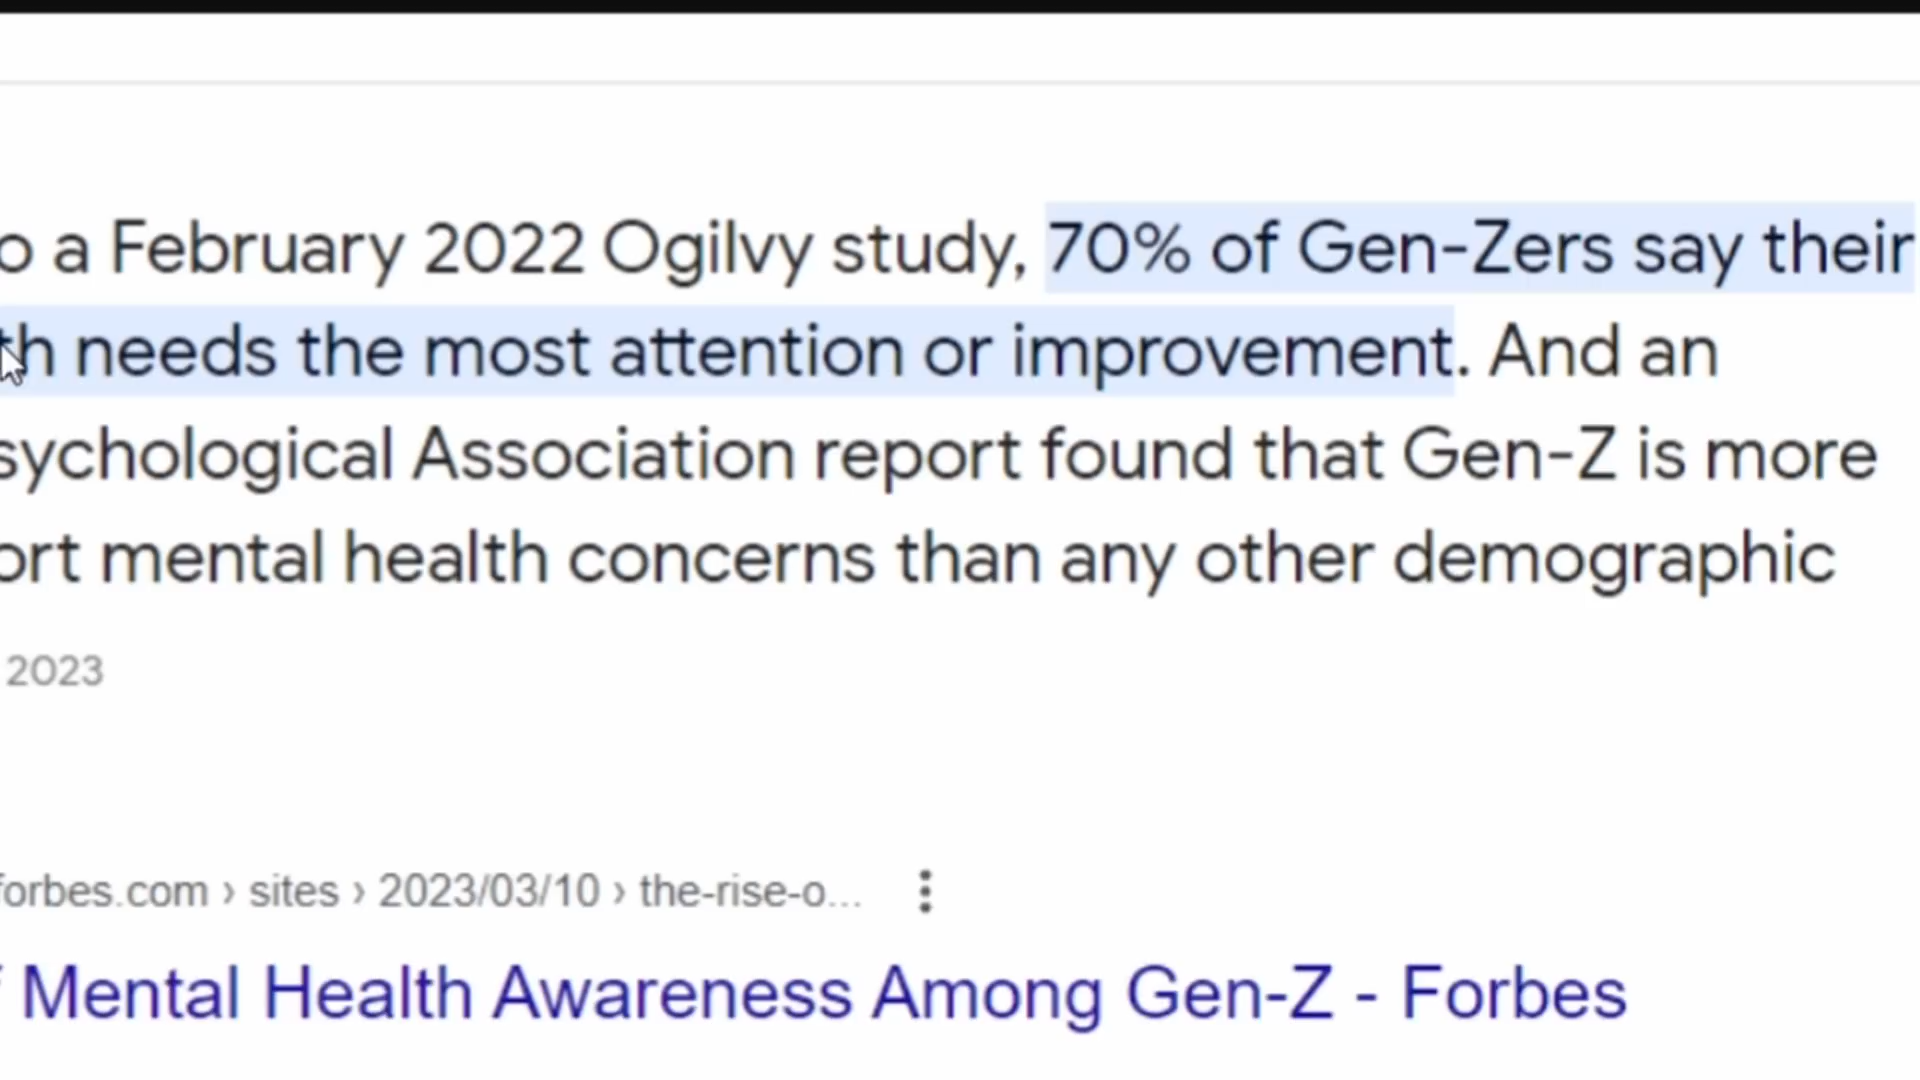 o a February 2022 Ogilvy study, 70% of Gen-Zers say their
th needs the most attention or improvement. And an
sychological Association report found that Gen-Z is more
ort mental health concerns than any other demographic
2023
forbes.com › sites › 2023/03/10 › the-rise-o...
Mental Health Awareness Among Gen-Z - Forbes